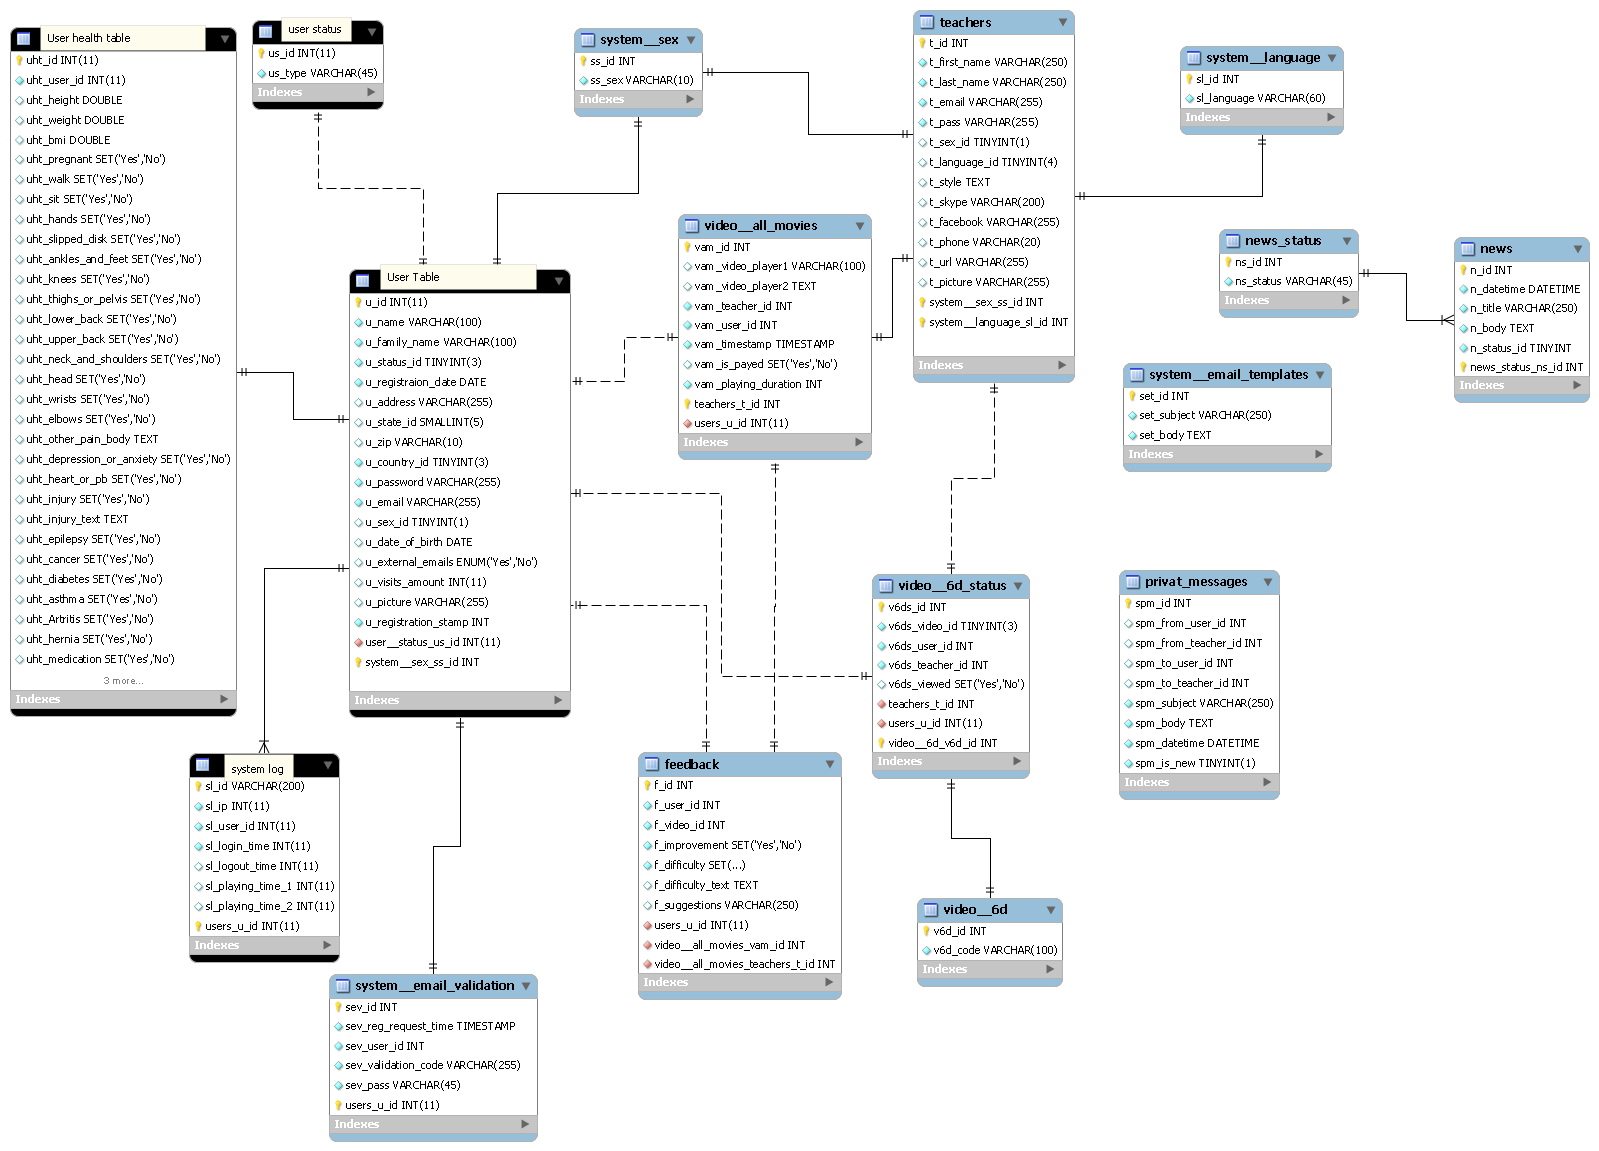 User health table
uht_id INT(11)
uht_user_id INT(11)
uht_height DOUBLE
uht_weight DOUBLE
uht_bmi DOUBLE
uht_pregnant SET('Yes','No')
uht_walk SET('Yes','No')
uht_sit SET('Yes','No')
uht_hands SET('Yes','No')
uht_slipped_disk SET('Yes','No')
uht_ankles_and_feet SET('Yes','No')
uht_knees SET('Yes','No')
uht_thighs_or_pelvis SET('Yes','No')
uht_lower_back SET('Yes','No')
uht_upper_back SET('Yes','No')
uht_neck_and_shoulders SET('Yes','No')
uht_head SET('Yes','No')
uht_wrists SET('Yes','No')
uht_elbows SET('Yes','No')
uht_other_pain_body TEXT
uht_depression_or_anxiety SET('Yes','No')
uht_heart_or_pb SET('Yes','No')
uht_injury SET('Yes','No')
uht_injury_text TEXT
uht_epilepsy SET('Yes','No')
uht_cancer SET('Yes','No')
uht_diabetes SET('Yes','No')
uht_asthma SET('Yes','No')
uht_Artritis SET('Yes','No')
uht_hernia SET('Yes','No')
uht_medication SET('Yes','No')
3 more...
Indexes
user status
us_id INT(11)
us_type VARCHAR(45)
Indexes
system__sex
ss_id INT
ss_sex VARCHAR(10)
Indexes
teachers
t_id INT
t_first_name VARCHAR(250)
t_last_name VARCHAR(250)
t_email VARCHAR(255)
t_pass VARCHAR(255)
t_sex_id TINYINT(1)
t_language_id TINYINT(4)
t_style TEXT
t_skype VARCHAR(200)
t_facebook VARCHAR(255)
t_phone VARCHAR(20)
t_url VARCHAR(255)
t_picture VARCHAR(255)
system__sex_ss_id INT
system__language_sl_id INT
Indexes
system__language
sl_id INT
sl_language VARCHAR(60)
Indexes
User Table
u_id INT(11)
u_name VARCHAR(100)
u_family_name VARCHAR(100)
u_status_id TINYINT(3)
u_registraion_date DATE
u_address VARCHAR(255)
u_state_id SMALLINT(5)
u_zip VARCHAR(10)
u_country_id TINYINT(3)
u_password VARCHAR(255)
u_email VARCHAR(255)
u_sex_id TINYINT(1)
u_date_of_birth DATE
u_external_emails ENUM('Yes','No')
u_visits_amount INT(11)
u_picture VARCHAR(255)
u_registration_stamp INT
user__status_us_id INT(11)
system__sex_ss_id INT
Indexes
video__all_movies
vam_id INT
vam_video_player1 VARCHAR(100)
vam_video_player2 TEXT
vam_teacher_id INT
vam_user_id INT
vam_timestamp TIMESTAMP
vam_is_payed SET('Yes','No')
vam_playing_duration INT
teachers_t_id INT
users_u_id INT(11)
Indexes
news_status
ns_id INT
ns_status VARCHAR(45)
Indexes
news
n_id INT
n_datetime DATETIME
n_title VARCHAR(250)
n_body TEXT
n_status_id TINYINT
news_status_ns_id INT
Indexes
system__email_templates
set_id INT
set_subject VARCHAR(250)
set_body TEXT
Indexes
video__6d_status
v6ds_id INT
v6ds_video_id TINYINT(3)
v6ds_user_id INT
v6ds_teacher_id INT
v6ds_viewed SET('Yes','No')
teachers_t_id INT
users_u_id INT(11)
video__6d_v6d_id INT
Indexes
privat_messages
spm_id INT
spm_from_user_id INT
spm_from_teacher_id INT
spm_to_user_id INT
spm_to_teacher_id INT
spm_subject VARCHAR(250)
spm_body TEXT
spm_datetime DATETIME
spm_is_new TINYINT(1)
Indexes
system log
sl_id VARCHAR(200)
sl_ip INT(11)
sl_user_id INT(11)
sl_login_time INT(11)
sl_logout_time INT(11)
sl_playing_time_1 INT(11)
sl_playing_time_2 INT(11)
users_u_id INT(11)
Indexes
feedback
f_id INT
f_user_id INT
f_video_id INT
f_improvement SET('Yes','No')
f_difficulty SET(...)
f_difficulty_text TEXT
f_suggestions VARCHAR(250)
users_u_id INT(11)
video__all_movies_vam_id INT
video__all_movies_teachers_t_id INT
Indexes
video__6d
v6d_id INT
v6d_code VARCHAR(100)
Indexes
system__email_validation
sev_id INT
sev_reg_request_time TIMESTAMP
sev_user_id INT
sev_validation_code VARCHAR(255)
sev_pass VARCHAR(45)
users_u_id INT(11)
Indexes